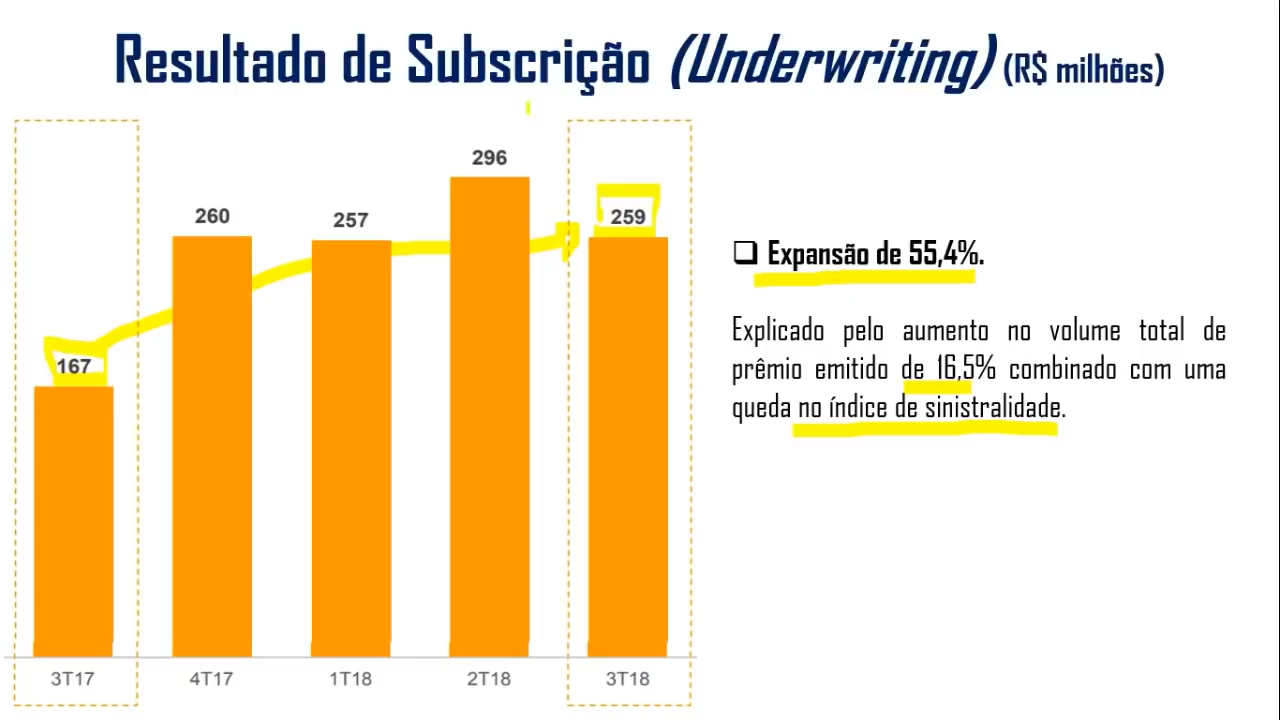 Resultado de Subscrição (Underwriting) (R$ milhões)
296
260
257
259
167
3T17
4T17
1T18
2T18
3T18
Expansão de 55,4%.
Explicado pelo aumento no volume total de
prêmio emitido de 16,5% combinado com uma
queda no índice de sinistralidade.